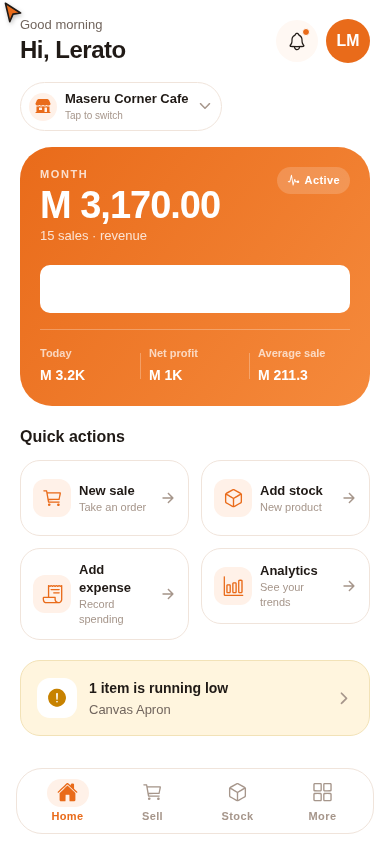 Good morning
Hi, Lerato
LM
Maseru Corner Cafe
Tap to switch
MONTH
Active
M 3,170.00
15 sales · revenue
Today
Net profit
Average sale
M 3.2K
M 1K
M 211.3
Quick actions
New sale
Take an order
Add stock
New product
Add
expense
Record
spending
Analytics
See your
trends
1 item is running low
Canvas Apron
Home
Sell
Stock
More